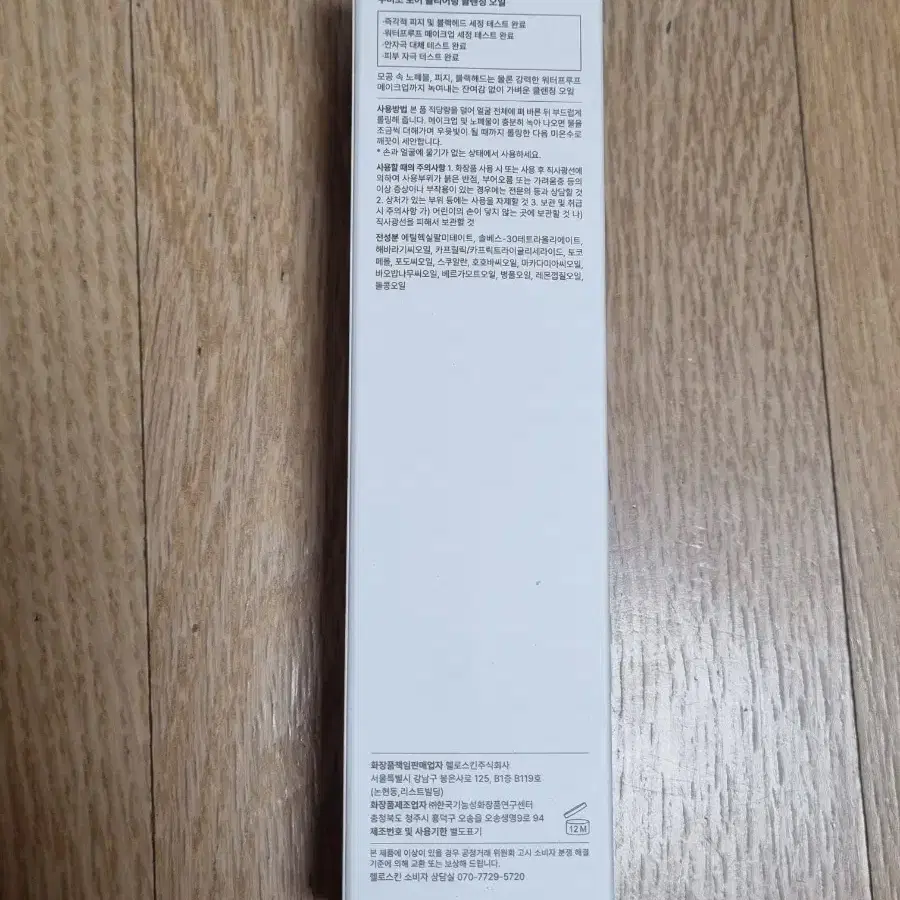 포어 클리어링 클렌징 오일
·즉각적 피지 및 블랙헤드 세정 테스트 완료
·워터프루프 메이크업 세정 테스트 완료
·안자극 대체 테스트 완료
·피부 자극 테스트 완료
모공 속 노폐물, 피지, 블랙헤드는 물론 강력한 워터프루프
메이크업까지 녹여내는 잔여감 없이 가벼운 클렌징 오일
사용방법 본 품 적당량을 덜어 얼굴 전체에 펴 바른 뒤 부드럽게
롤링해 줍니다. 메이크업 및 노폐물이 충분히 녹아 나오면 물을
조금씩 더해가며 우윳빛이 될 때까지 롤링한 다음 미온수로
깨끗이 세안합니다.
* 손과 얼굴에 물기가 없는 상태에서 사용하세요.
사용할 때의 주의사항 1. 화장품 사용 시 또는 사용 후 직사광선에
의하여 사용부위가 붉은 반점, 부어오름 또는 가려움증 등의
이상 증상이나 부작용이 있는 경우에는 전문의 등과 상담할 것
2. 상처가 있는 부위 등에는 사용을 자제할 것 3. 보관 및 취급
시 주의사항 가) 어린이의 손이 닿지 않는 곳에 보관할 것 나)
직사광선을 피해서 보관할 것
전성분 에틸헥실팔미테이트, 솔베스-30테트라올리에이트,
해바라기씨오일, 카프릴릭/카프릭트라이글리세라이드, 토코
페롤, 포도씨오일, 스쿠알란, 호호바씨오일, 마카다미아씨오일,
바오밥나무씨오일, 베르가모트오일, 병풀오일, 레몬껍질오일,
돌콩오일
화장품책임판매업자 헬로스킨주식회사
서울특별시 강남구 봉은사로 125, B1층 B119호
(논현동,리스트빌딩)
화장품제조업자 ㈜한국기능성화장품연구센터
충청북도 청주시 흥덕구 오송읍 오송생명9로 94
제조번호 및 사용기한 별도표기
12 M
본 제품에 이상이 있을 경우 공정거래 위원회 고시 소비자 분쟁 해결
기준에 의해 교환 또는 보상해 드립니다.
헬로스킨 소비자 상담실 070-7729-5720